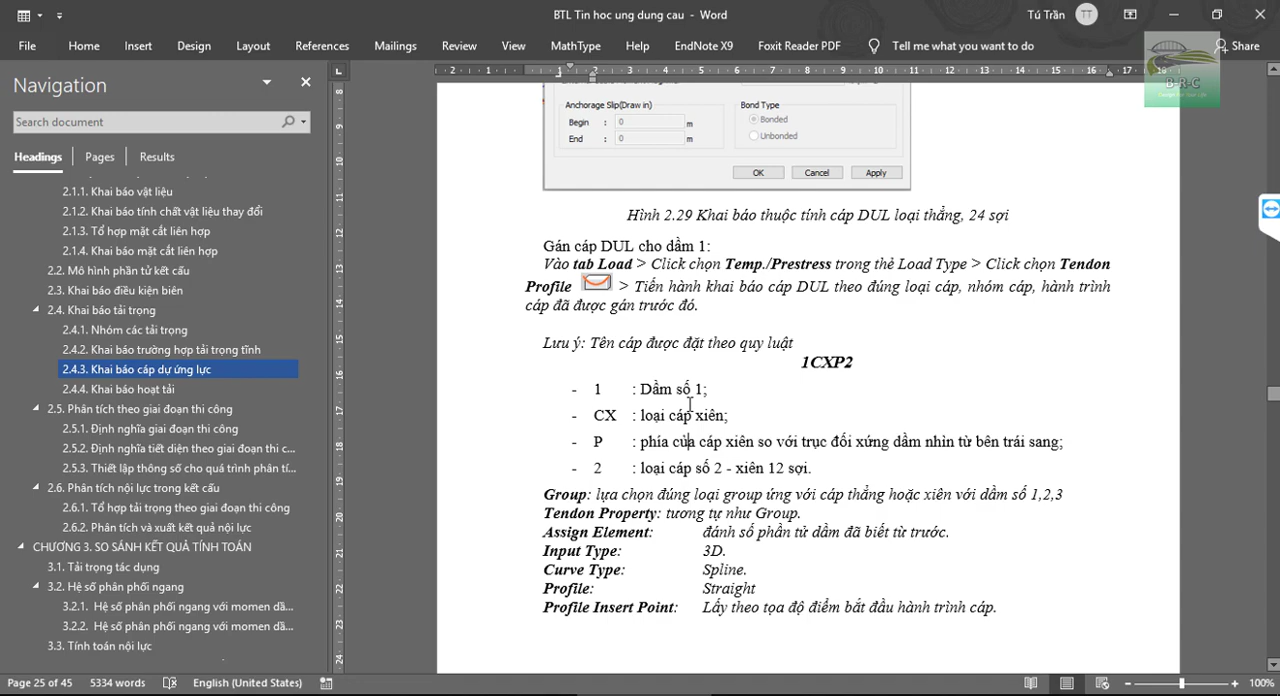 BTL Tin hoc ung dung cau - Word
Tú Trần
TT
File
Home
Insert
Design
Layout
References
Mailings
Review
View
MathType
Help
EndNote X9
Foxit Reader PDF
Tell me what you want to do
Share
B-R-C
Navigation
Search document
Headings
Pages
Results
2.1.1. Khai báo vật liệu
2.1.2. Khai báo tính chất vật liệu thay đổi
2.1.3. Tổ hợp mặt cắt liên hợp
2.1.4. Khai báo mặt cắt liên hợp
2.2. Mô hình phần tử kết cấu
2.3. Khai báo điều kiện biên
2.4. Khai báo tải trọng
2.4.1. Nhóm các tải trọng
2.4.2. Khai báo trường hợp tải trọng tĩnh
2.4.3. Khai báo cáp dự ứng lực
2.4.4. Khai báo hoạt tải
2.5. Phân tích theo giai đoạn thi công
2.5.1. Định nghĩa giai đoạn thi công
2.5.2. Định nghĩa tiết diện theo giai đoạn thi c...
2.5.3. Thiết lập thông số cho quá trình phân tí...
2.6. Phân tích nội lực trong kết cấu
2.6.1. Tổ hợp tải trọng theo giai đoạn thi công
2.6.2. Phân tích và xuất kết quả nội lực
CHƯƠNG 3. SO SÁNH KẾT QUẢ TÍNH TOÁN
3.1. Tải trọng tác dụng
3.2. Hệ số phân phối ngang
3.2.1. Hệ số phân phối ngang với momen dầ...
3.2.2. Hệ số phân phối ngang với momen dầ...
3.3. Tính toán nội lực
Anchorage Slip(Draw in)
Begin : 0 m
End : 0 m
Bond Type
Bonded
Unbonded
OK
Cancel
Apply
Hình 2.29 Khai báo thuộc tính cáp DUL loại thẳng, 24 sợi
Gán cáp DUL cho dầm 1:
Vào tab Load > Click chọn Temp./Prestress trong thẻ Load Type > Click chọn Tendon
Profile > Tiến hành khai báo cáp DUL theo đúng loại cáp, nhóm cáp, hành trình
cáp đã được gán trước đó.
Lưu ý: Tên cáp được đặt theo quy luật
1CXP2
- 1 : Dầm số 1;
- CX : loại cáp xiên;
- P : phía của cáp xiên so với trục đối xứng dầm nhìn từ bên trái sang;
- 2 : loại cáp số 2 - xiên 12 sợi.
Group: lựa chọn đúng loại group ứng với cáp thẳng hoặc xiên với dầm số 1,2,3
Tendon Property: tương tự như Group.
Assign Element: đánh số phần tử dầm đã biết từ trước.
Input Type: 3D.
Curve Type: Spline.
Profile: Straight
Profile Insert Point: Lấy theo tọa độ điểm bắt đầu hành trình cáp.
Page 25 of 45
5334 words
English (United States)
100%